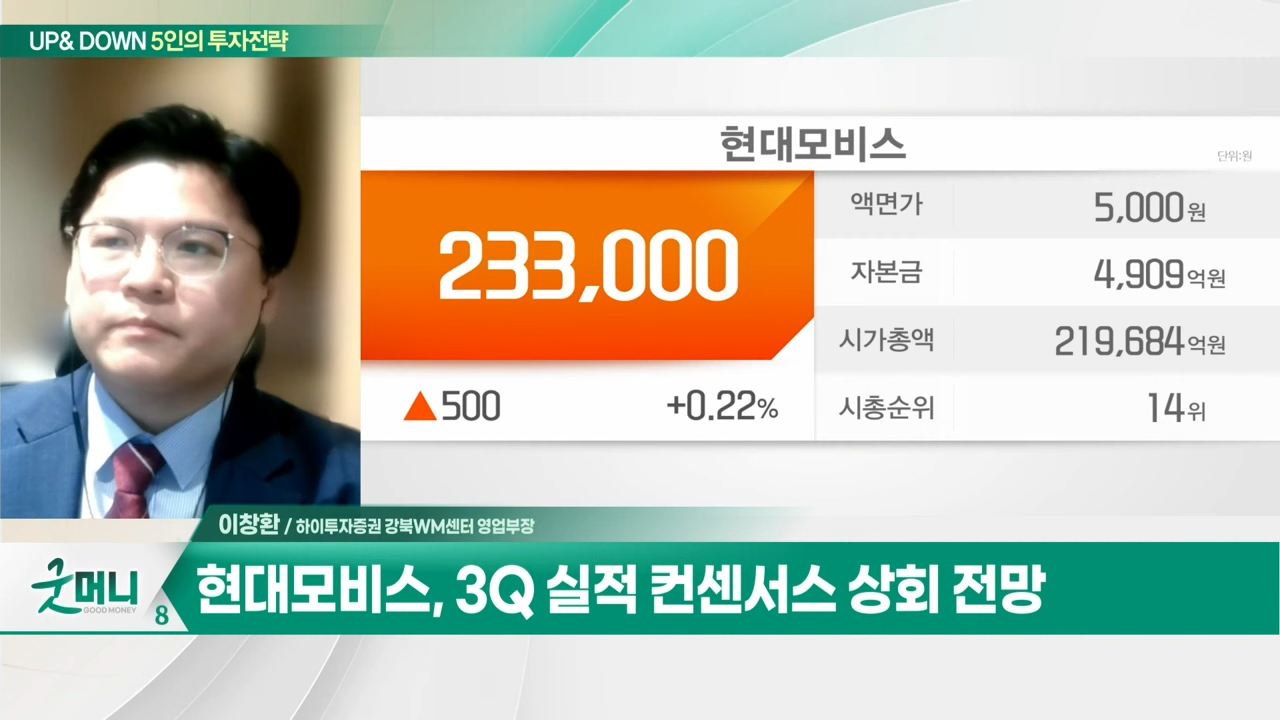 UP& DOWN 5인의 투자전략
현대모비스
단위:원
233,000
▲500 +0.22%
액면가 5,000원
자본금 4,909억원
시가총액 219,684억원
시총순위 14위
이창환 / 하이투자증권 강북WM센터 영업부장
굿머니
GOOD MONEY
8
현대모비스, 3Q 실적 컨센서스 상회 전망